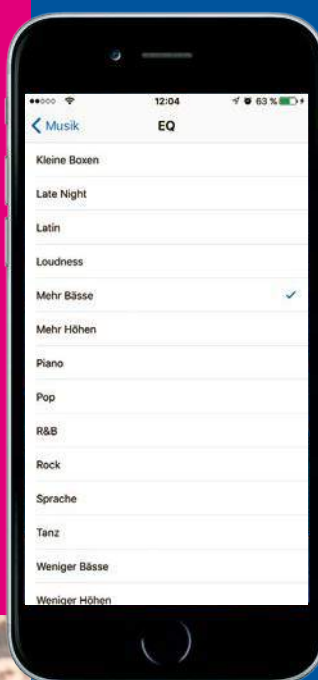 12:04
63 %
Musik
EQ
Kleine Boxen
Late Night
Latin
Loudness
Mehr Bässe
Mehr Höhen
Piano
Pop
R&B
Rock
Sprache
Tanz
Weniger Bässe
Weniger Höhen